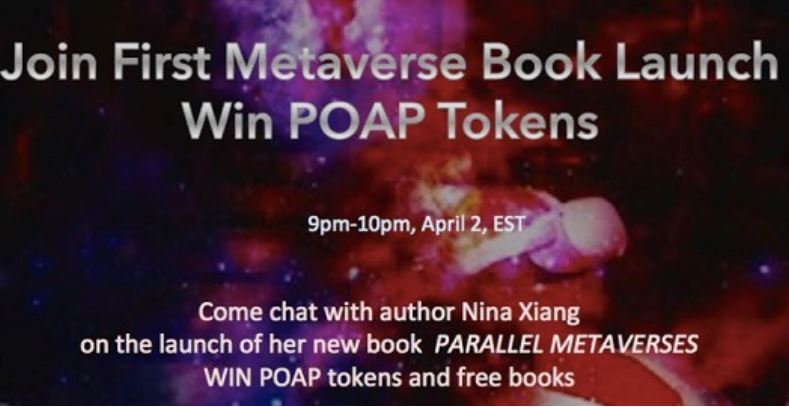 Join First Metaverse Book Launch
Win POAP Tokens
9pm-10pm, April 2, EST
Come chat with author Nina Xiang
on the launch of her new book PARALLEL METAVERSES
WIN POAP tokens and free books